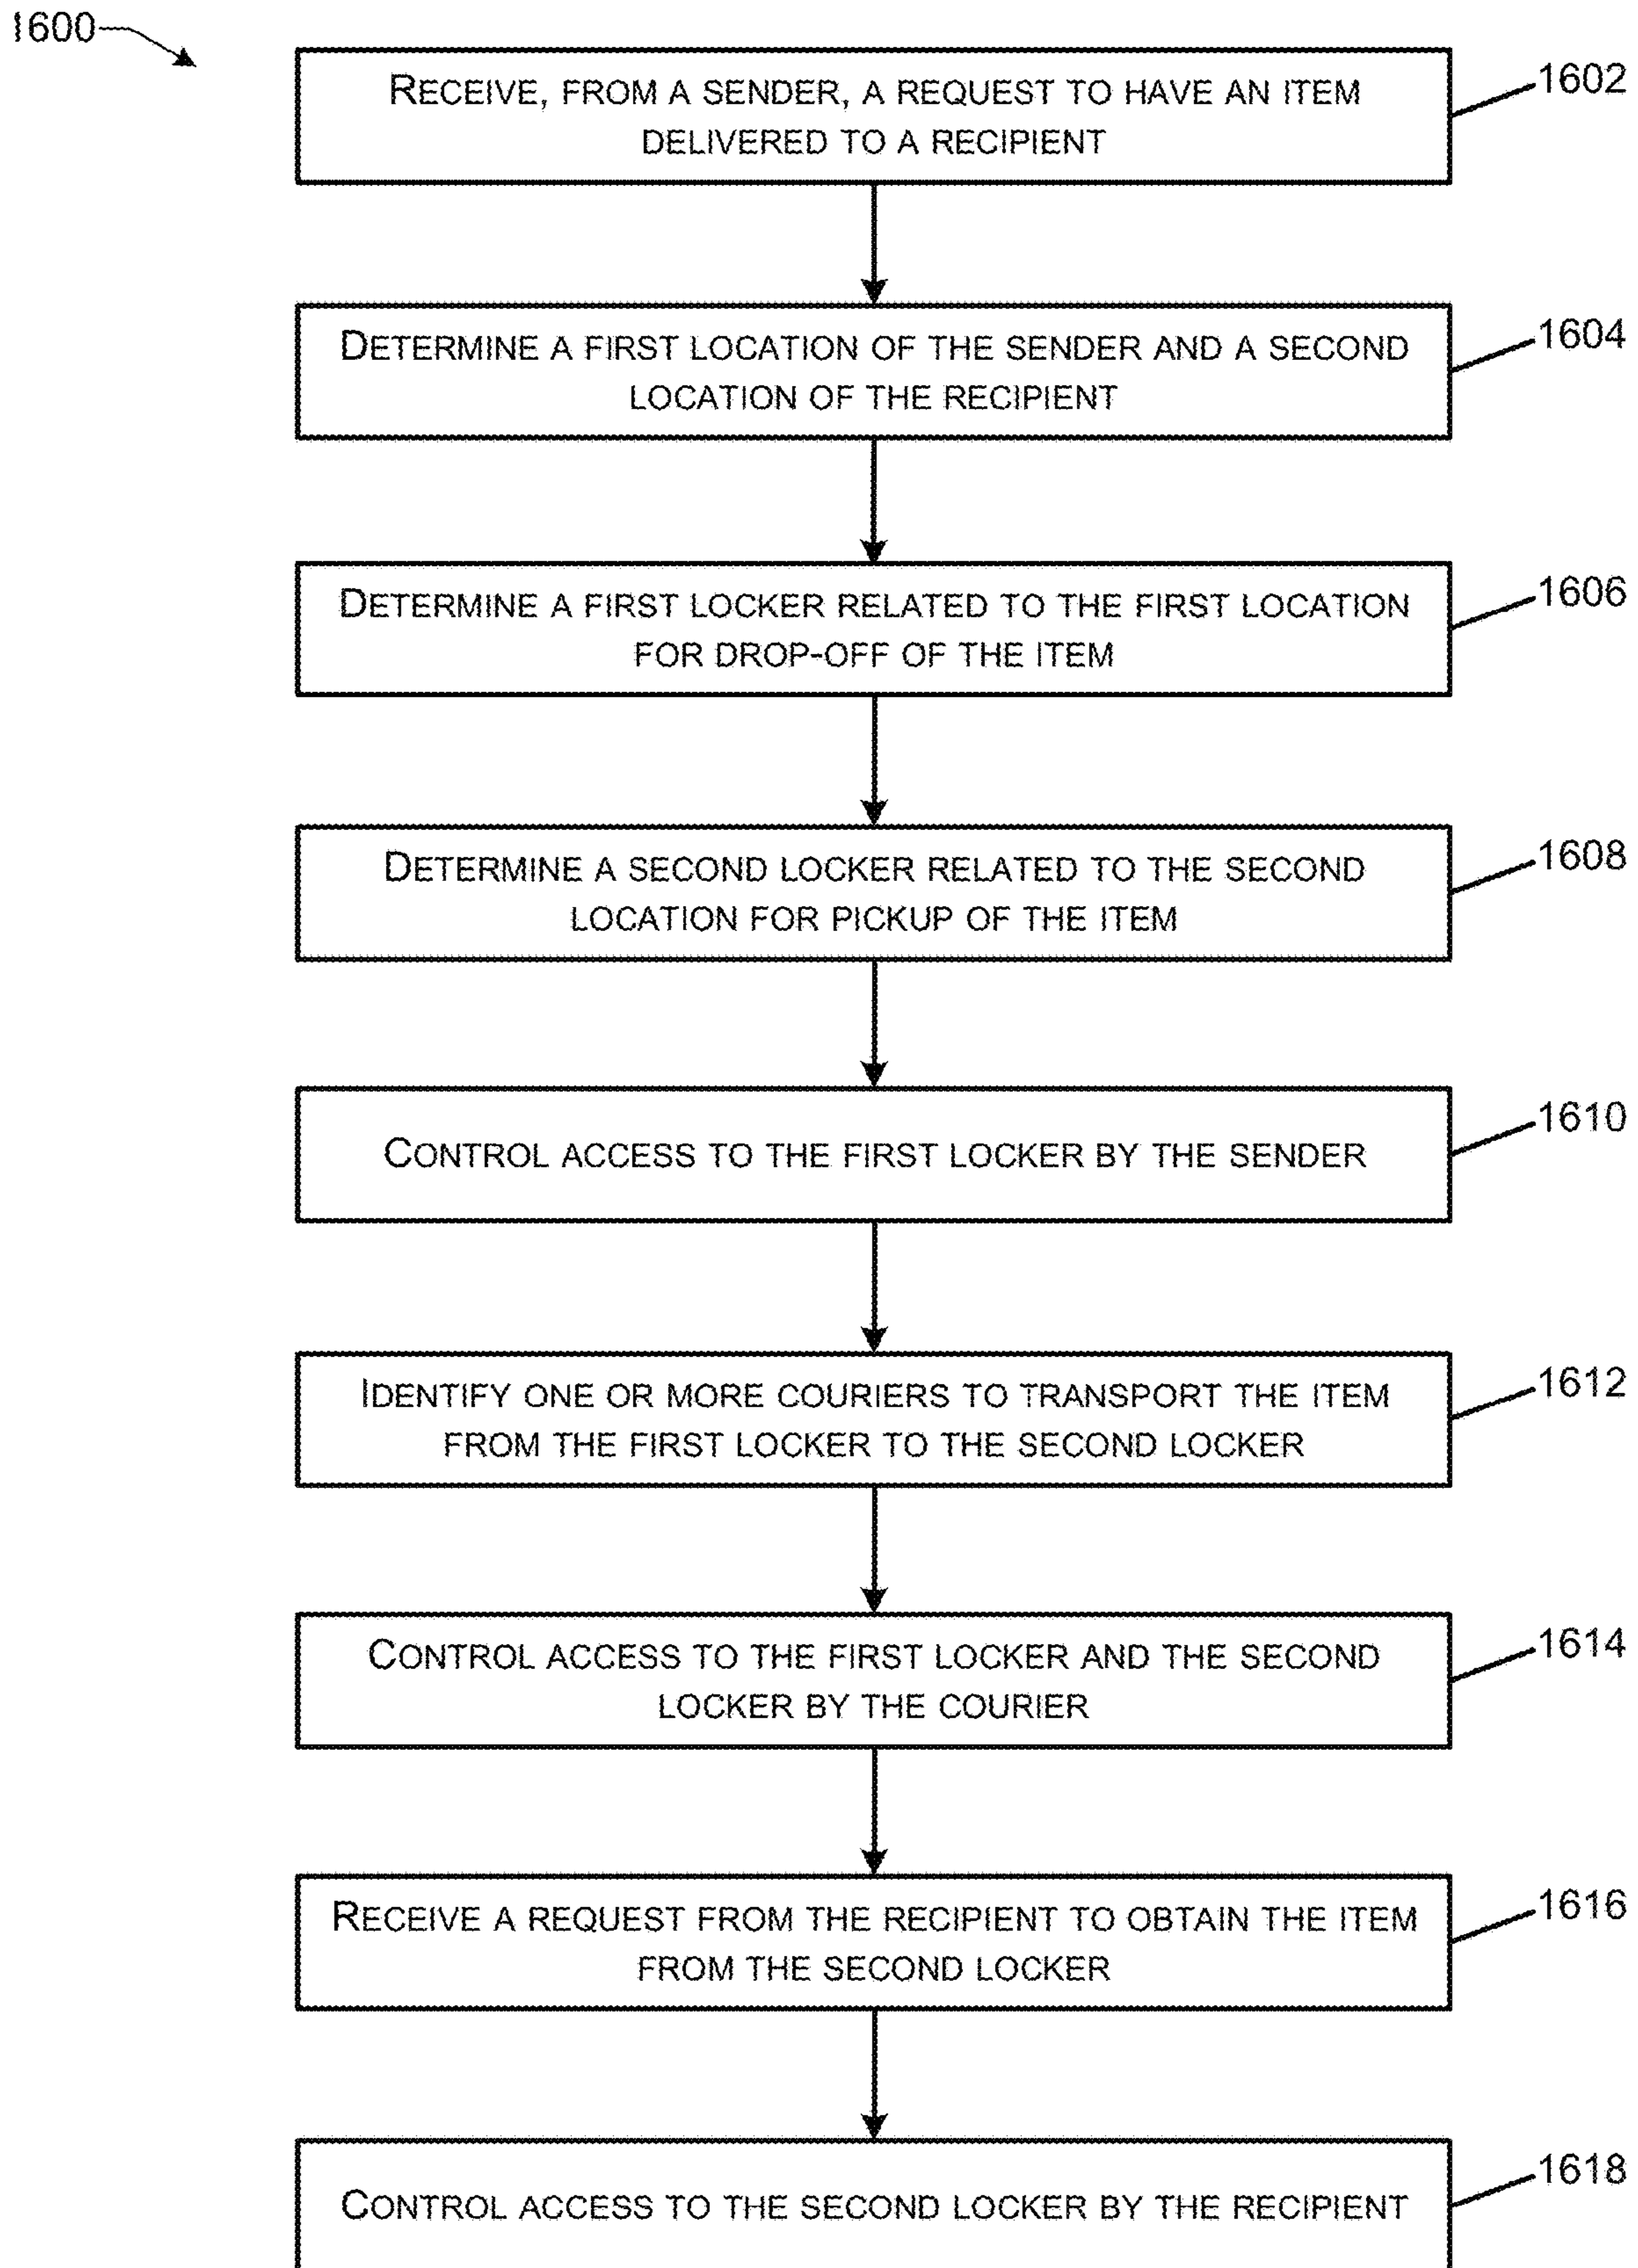 1600
RECEIVE, FROM A SENDER, A REQUEST TO HAVE AN ITEM
DELIVERED TO A RECIPIENT
1602
DETERMINE A FIRST LOCATION OF THE SENDER AND A SECOND
LOCATION OF THE RECIPIENT
1604
DETERMINE A FIRST LOCKER RELATED TO THE FIRST LOCATION
FOR DROP-OFF OF THE ITEM
1606
DETERMINE A SECOND LOCKER RELATED TO THE SECOND
LOCATION FOR PICKUP OF THE ITEM
1608
CONTROL ACCESS TO THE FIRST LOCKER BY THE SENDER
1610
IDENTIFY ONE OR MORE COURIERS TO TRANSPORT THE ITEM
FROM THE FIRST LOCKER TO THE SECOND LOCKER
1612
CONTROL ACCESS TO THE FIRST LOCKER AND THE SECOND
LOCKER BY THE COURIER
1614
RECEIVE A REQUEST FROM THE RECIPIENT TO OBTAIN THE ITEM
FROM THE SECOND LOCKER
1616
CONTROL ACCESS TO THE SECOND LOCKER BY THE RECIPIENT
1618